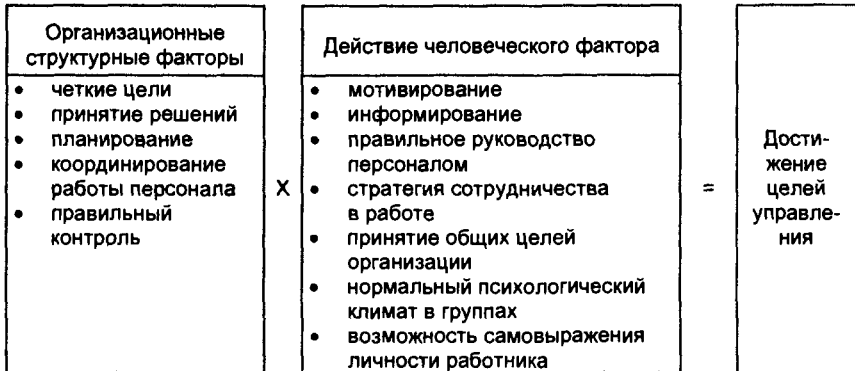 Организационные
структурные факторы
• четкие цели
• принятие решений
• планирование
• координирование
работы персонала
• правильный
контроль
X
Действие человеческого фактора
• мотивирование
• информирование
• правильное руководство
персоналом
• стратегия сотрудничества
в работе
• принятие общих целей
организации
• нормальный психологический
климат в группах
• возможность самовыражения
личности работника
=
Дости-
жение
целей
управле-
ния